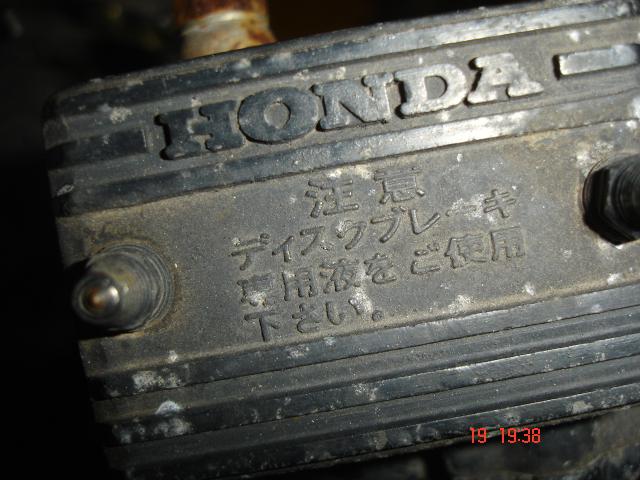 HONDA
注意
ディスクブレーキ
専用液をご使用
下さい。
19 19:38